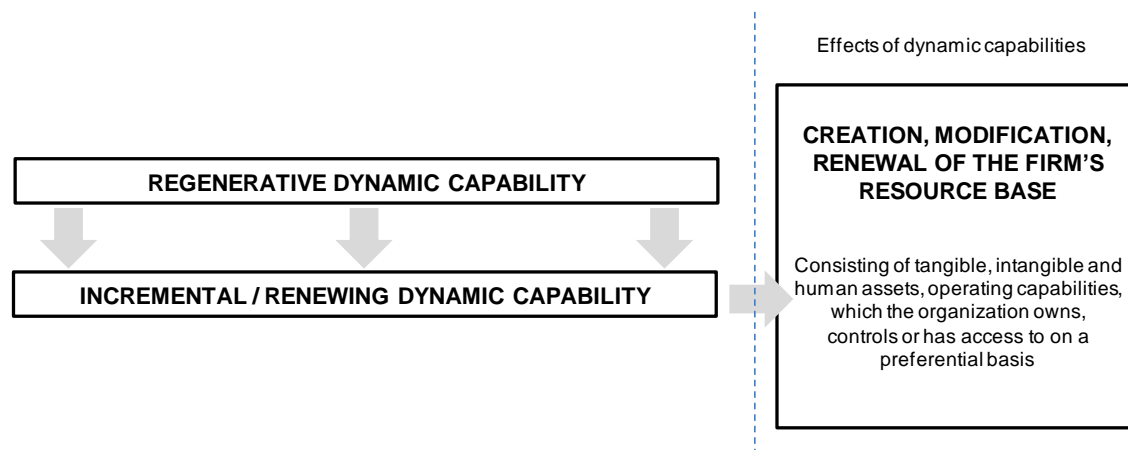 Effects of dynamic capabilities
CREATION, MODIFICATION,
RENEWAL OF THE FIRM'S
RESOURCE BASE
REGENERATIVE DYNAMIC CAPABILITY
INCREMENTAL / RENEWING DYNAMIC CAPABILITY
Consisting of tangible, intangible and
human assets, operating capabilities,
which the organization owns,
controls or has access to on a
preferential basis